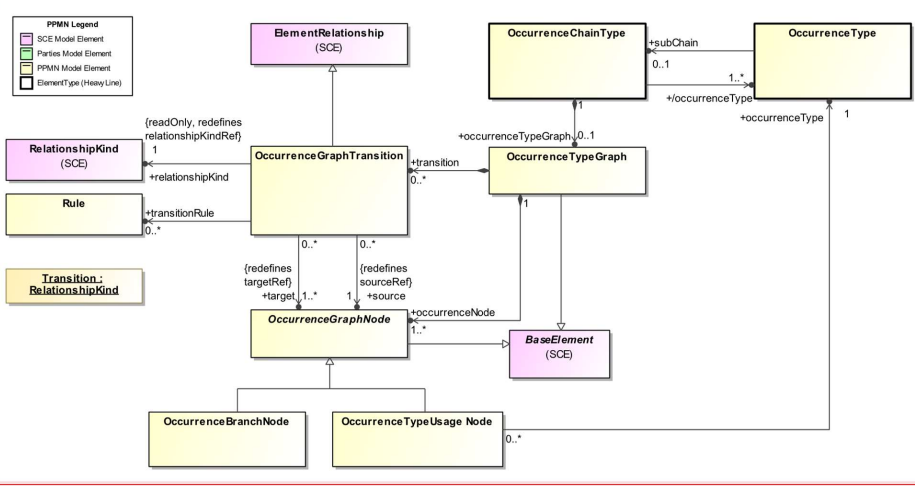 PPMN Legend
SCE Model Element
Parties Model Element
PPMN Model Element
ElementType (Heavy Line)
ElementRelationship
(SCE)
OccurrenceChainType
OccurrenceType
+subChain
0..1
1..*
+/occurrenceType
+occurrenceType
1
1
+occurrenceTypeGraph
0..1
{readOnly, redefines
relationshipKindRef}
1
+relationshipKind
RelationshipKind
(SCE)
OccurrenceGraphTransition
+transition
0..*
OccurrenceTypeGraph
1
Rule
+transitionRule
0..*
Transition :
RelationshipKind
0..*
0..*
{redefines
targetRef}
+target
1..*
{redefines
sourceRef}
1
+source
OccurrenceGraphNode
+occurrenceNode
1..*
BaseElement
(SCE)
OccurrenceBranchNode
OccurrenceTypeUsage Node
0..*